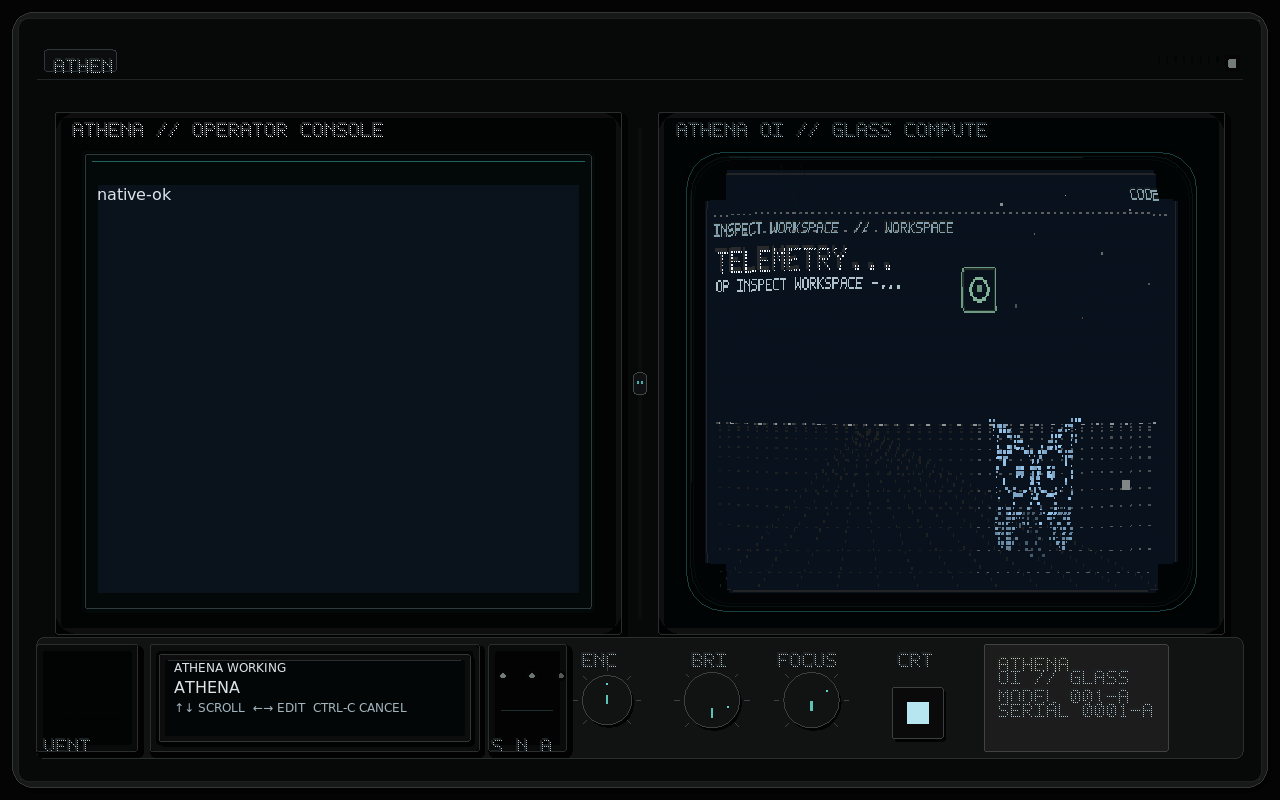 ATHEN
ATHENA // OPERATOR CONSOLE
native-ok
ATHENA OI // GLASS COMPUTE
CODE
INSPECT WORKSPACE // WORKSPACE
TELEMETRY...
OP INSPECT WORKSPACE -...
VENT
ATHENA WORKING
ATHENA
↑↓ SCROLL ←→ EDIT CTRL-C CANCEL
S N A
ENC
BRI
FOCUS
CRT
ATHENA
OI // GLASS
MODEL 001-A
SERIAL 0001-A